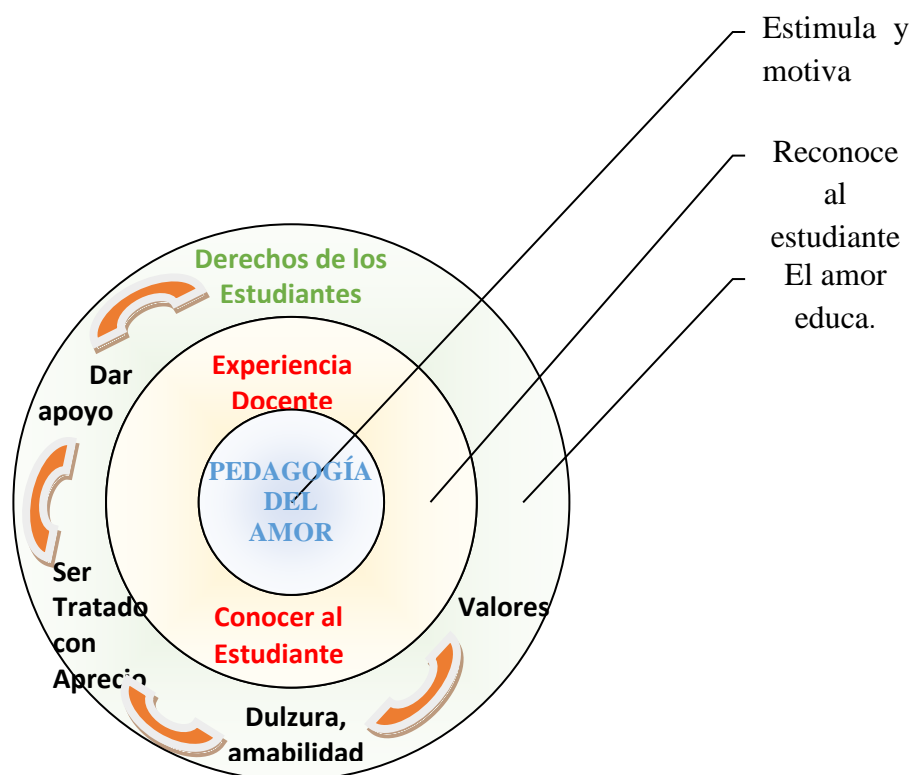 Estimula y
motiva
Reconoce
al
estudiante
El amor
educa.
Derechos de los
Estudiantes
Experiencia
Docente
Dar
apoyo
PEDAGOGÍA
DEL
AMOR
Ser
Tratado
con
Aprecio
Conocer al
Estudiante
Valores
Dulzura,
amabilidad